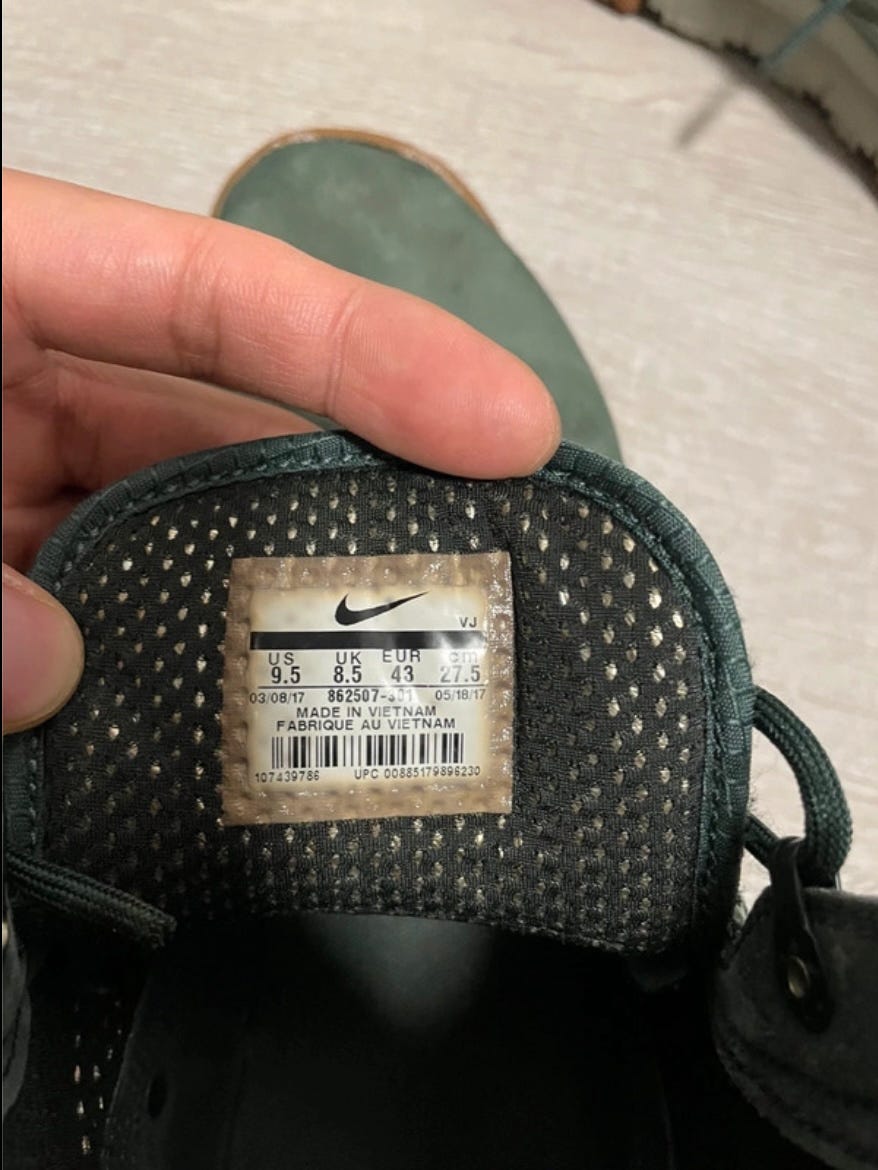 VJ
US UK EUR cm
9.5 8.5 43 27.5
03/08/17 862507-301 05/18/17
MADE IN VIETNAM
FABRIQUE AU VIETNAM
107439786 UPC 00885179896230